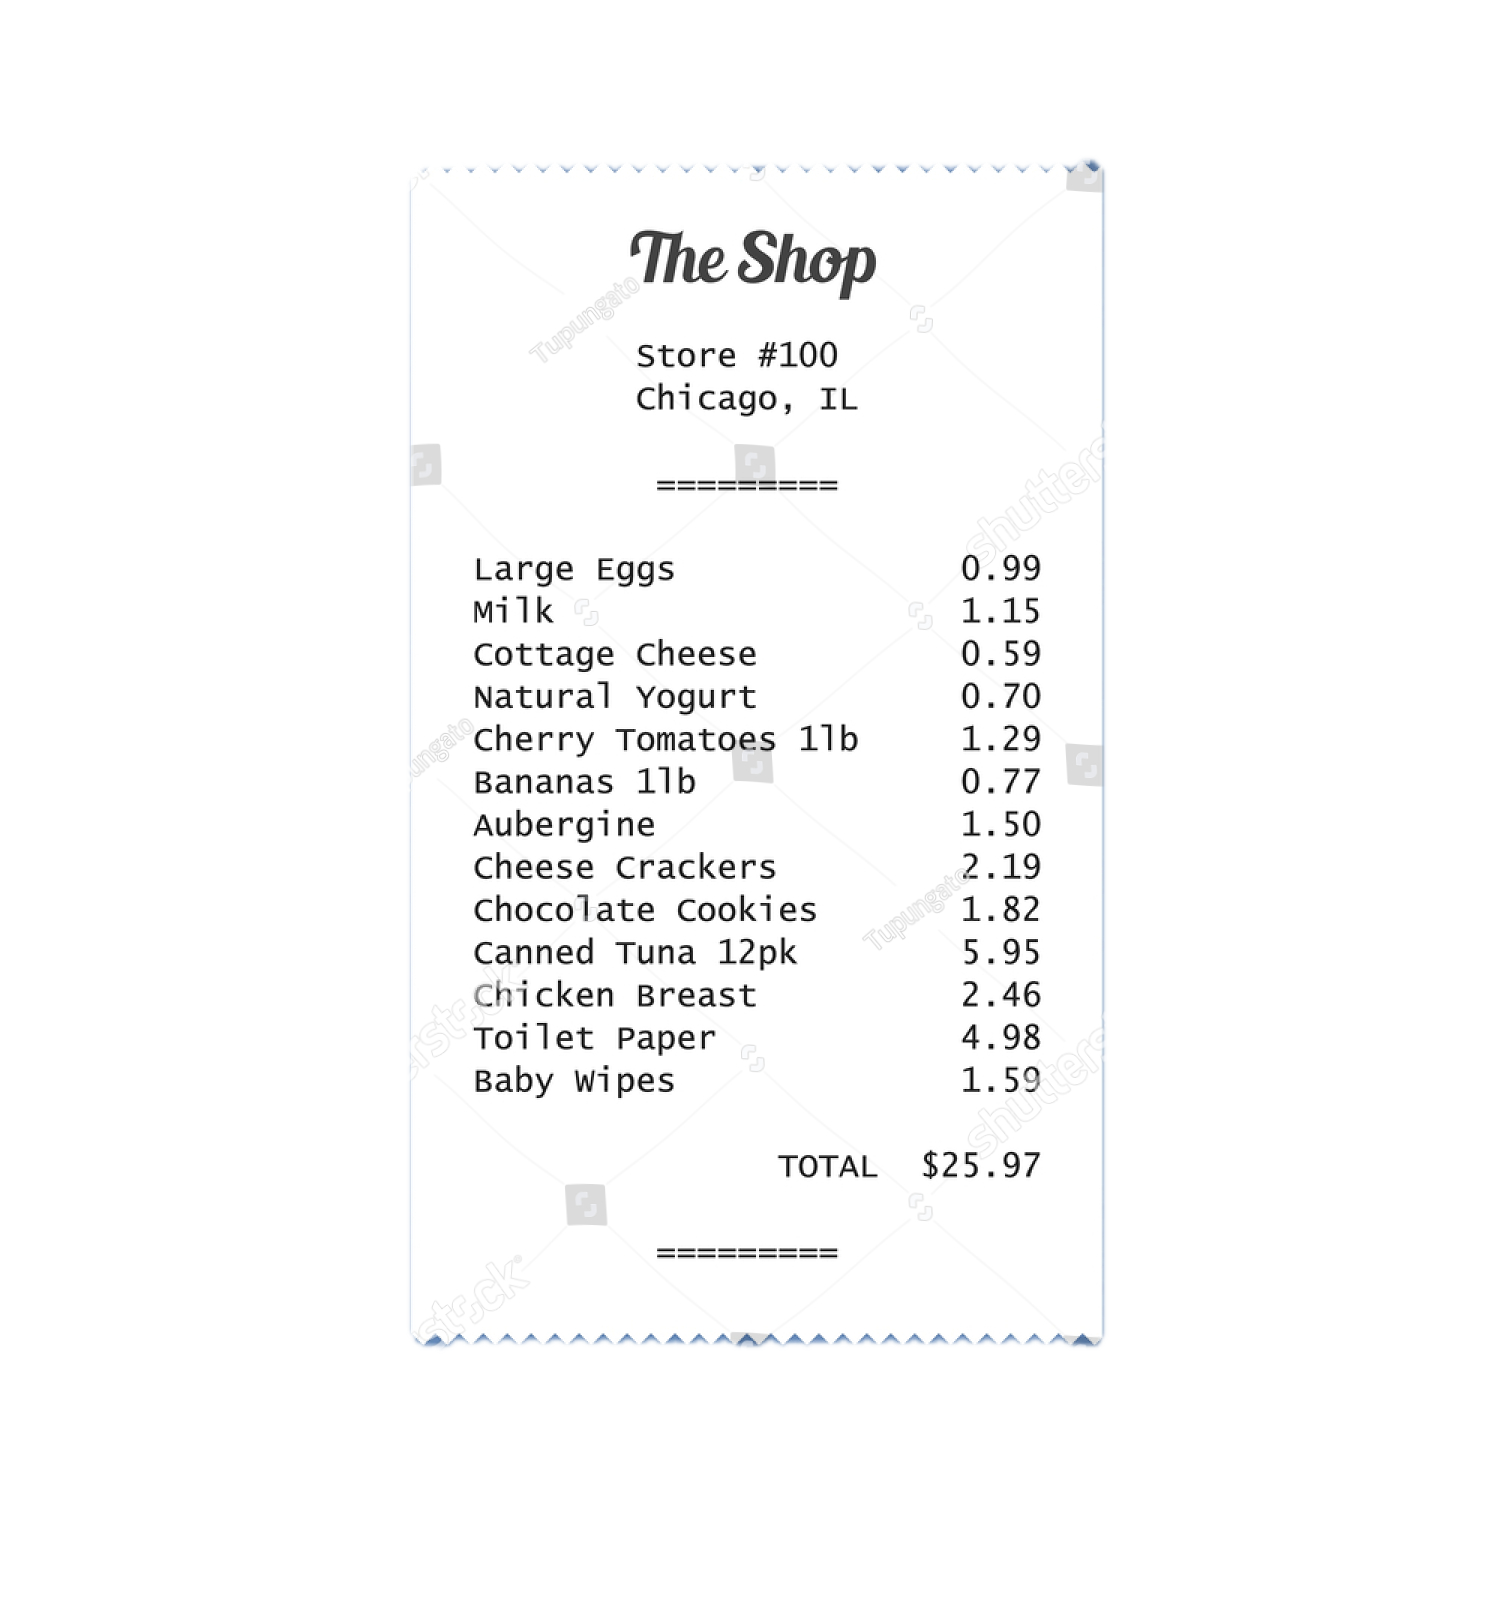 The Shop
Store #100
Chicago, IL
=========
Large Eggs 0.99
Milk 1.15
Cottage Cheese 0.59
Natural Yogurt 0.70
Cherry Tomatoes 1lb 1.29
Bananas 1lb 0.77
Aubergine 1.50
Cheese Crackers 2.19
Chocolate Cookies 1.82
Canned Tuna 12pk 5.95
Chicken Breast 2.46
Toilet Paper 4.98
Baby Wipes 1.59
TOTAL $25.97
=========
Tupungato
Tupungato